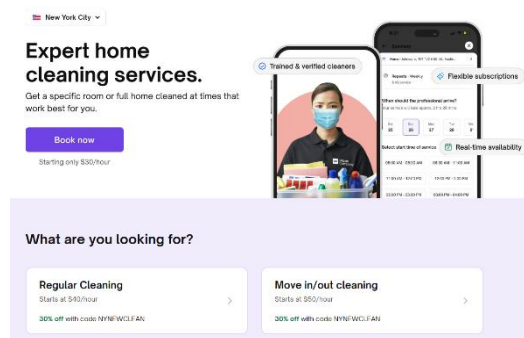 New York City
Expert home
cleaning services.
Get a specific room or full home cleaned at times that
work best for you.
Book now
Starting only $30/hour
Trained & verified cleaners
Flexible subscriptions
When should the professional arrive?
Select start time of service
Real-time availability
What are you looking for?
Regular Cleaning
Starts at $40/hour
30% off with code NYNEWCLEAN
Move in/out cleaning
Starts at $50/hour
30% off with code NYNEWCLEAN